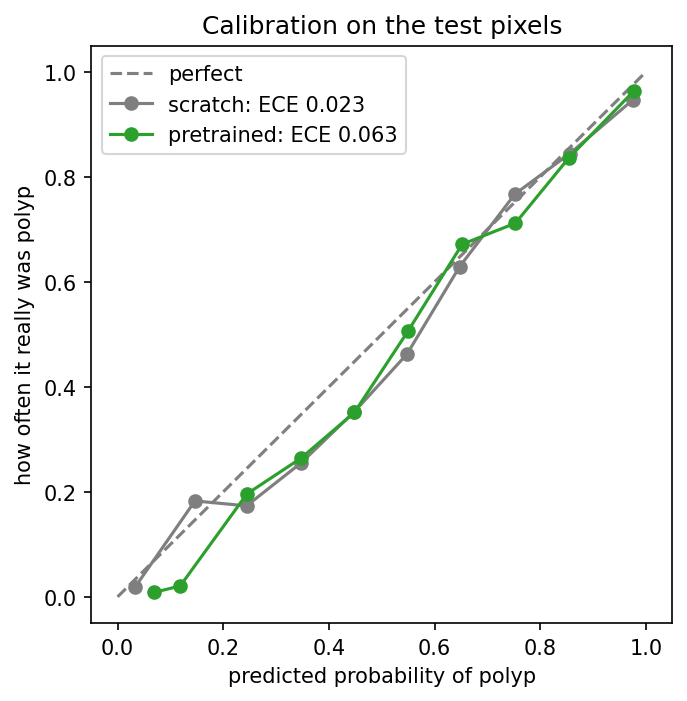 Calibration on the test pixels
perfect
scratch: ECE 0.023
pretrained: ECE 0.063
how often it really was polyp
1.0
0.8
0.6
0.4
0.2
0.0
0.0 0.2 0.4 0.6 0.8 1.0
predicted probability of polyp